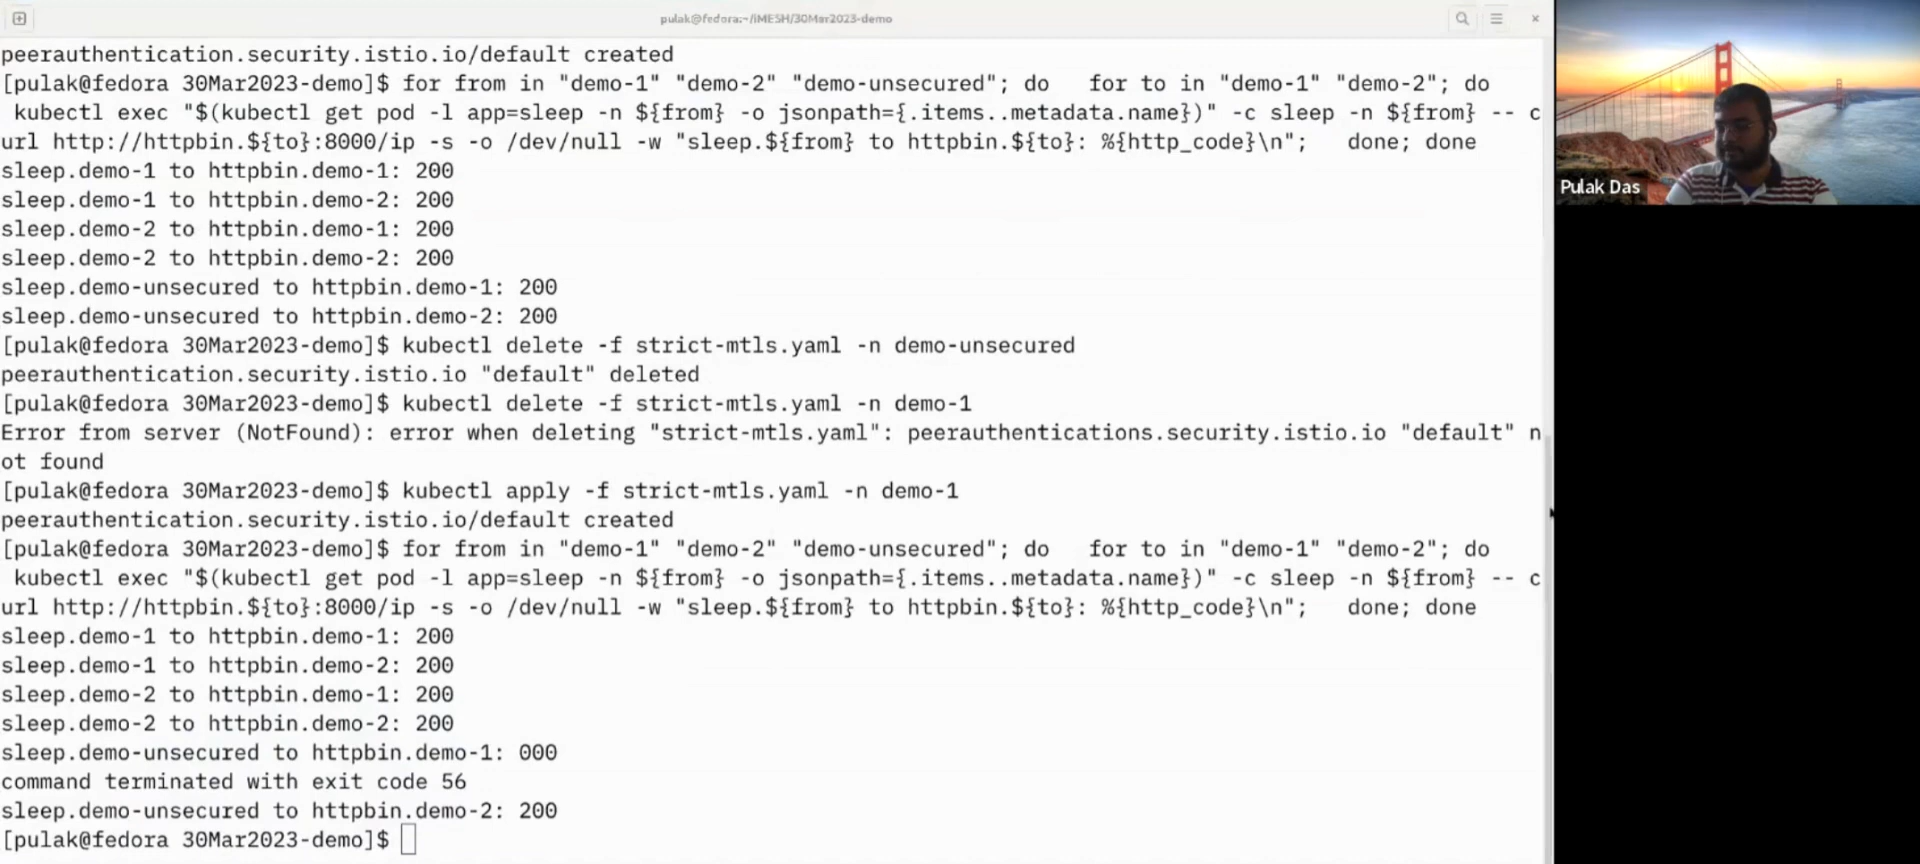 pulak@fedora:~/iMESH/30Mar2023-demo
peerauthentication.security.istio.io/default created
[pulak@fedora 30Mar2023-demo]$ for from in "demo-1" "demo-2" "demo-unsecured"; do   for to in "demo-1" "demo-2"; do
 kubectl exec "$(kubectl get pod -l app=sleep -n ${from} -o jsonpath={.items..metadata.name})" -c sleep -n ${from} -- c
url http://httpbin.${to}:8000/ip -s -o /dev/null -w "sleep.${from} to httpbin.${to}: %{http_code}\n";   done; done
sleep.demo-1 to httpbin.demo-1: 200
sleep.demo-1 to httpbin.demo-2: 200
sleep.demo-2 to httpbin.demo-1: 200
sleep.demo-2 to httpbin.demo-2: 200
sleep.demo-unsecured to httpbin.demo-1: 200
sleep.demo-unsecured to httpbin.demo-2: 200
[pulak@fedora 30Mar2023-demo]$ kubectl delete -f strict-mtls.yaml -n demo-unsecured
peerauthentication.security.istio.io "default" deleted
[pulak@fedora 30Mar2023-demo]$ kubectl delete -f strict-mtls.yaml -n demo-1
Error from server (NotFound): error when deleting "strict-mtls.yaml": peerauthentications.security.istio.io "default" n
ot found
[pulak@fedora 30Mar2023-demo]$ kubectl apply -f strict-mtls.yaml -n demo-1
peerauthentication.security.istio.io/default created
[pulak@fedora 30Mar2023-demo]$ for from in "demo-1" "demo-2" "demo-unsecured"; do   for to in "demo-1" "demo-2"; do
 kubectl exec "$(kubectl get pod -l app=sleep -n ${from} -o jsonpath={.items..metadata.name})" -c sleep -n ${from} -- c
url http://httpbin.${to}:8000/ip -s -o /dev/null -w "sleep.${from} to httpbin.${to}: %{http_code}\n";   done; done
sleep.demo-1 to httpbin.demo-1: 200
sleep.demo-1 to httpbin.demo-2: 200
sleep.demo-2 to httpbin.demo-1: 200
sleep.demo-2 to httpbin.demo-2: 200
sleep.demo-unsecured to httpbin.demo-1: 000
command terminated with exit code 56
sleep.demo-unsecured to httpbin.demo-2: 200
[pulak@fedora 30Mar2023-demo]$
Pulak Das